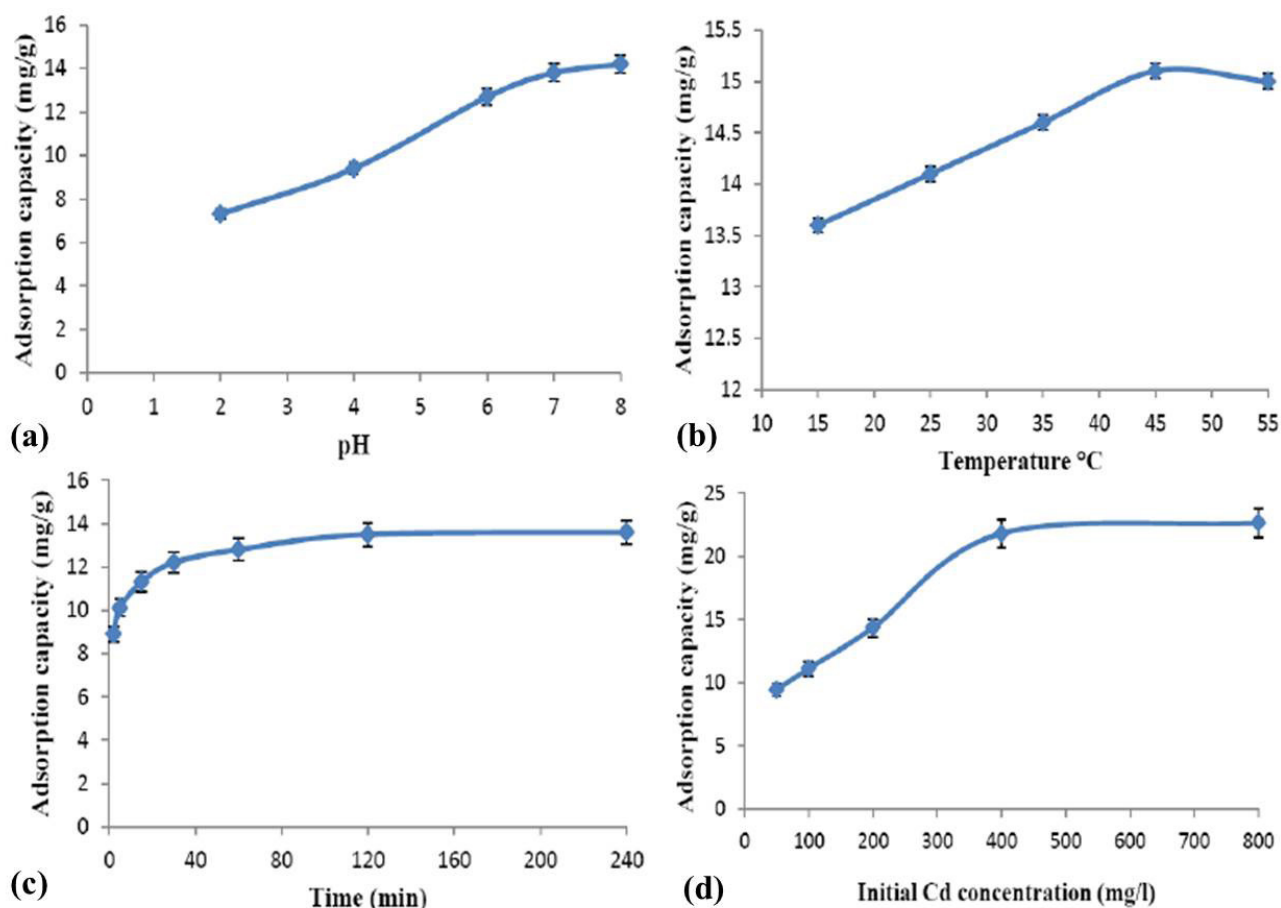 Adsorption capacity (mg/g)
16
14
12
10
8
6
4
2
0
0 1 2 3 4 5 6 7 8
(a)
pH
Adsorption capacity (mg/g)
15.5
15
14.5
14
13.5
13
12.5
12
10 15 20 25 30 35 40 45 50 55
(b)
Temperature °C
Adsorption capacity (mg/g)
16
14
12
10
8
6
4
2
0
0 40 80 120 160 200 240
(c)
Time (min)
Adsorption capacity (mg/g)
25
20
15
10
5
0
0 100 200 300 400 500 600 700 800
(d)
Initial Cd concentration (mg/l)